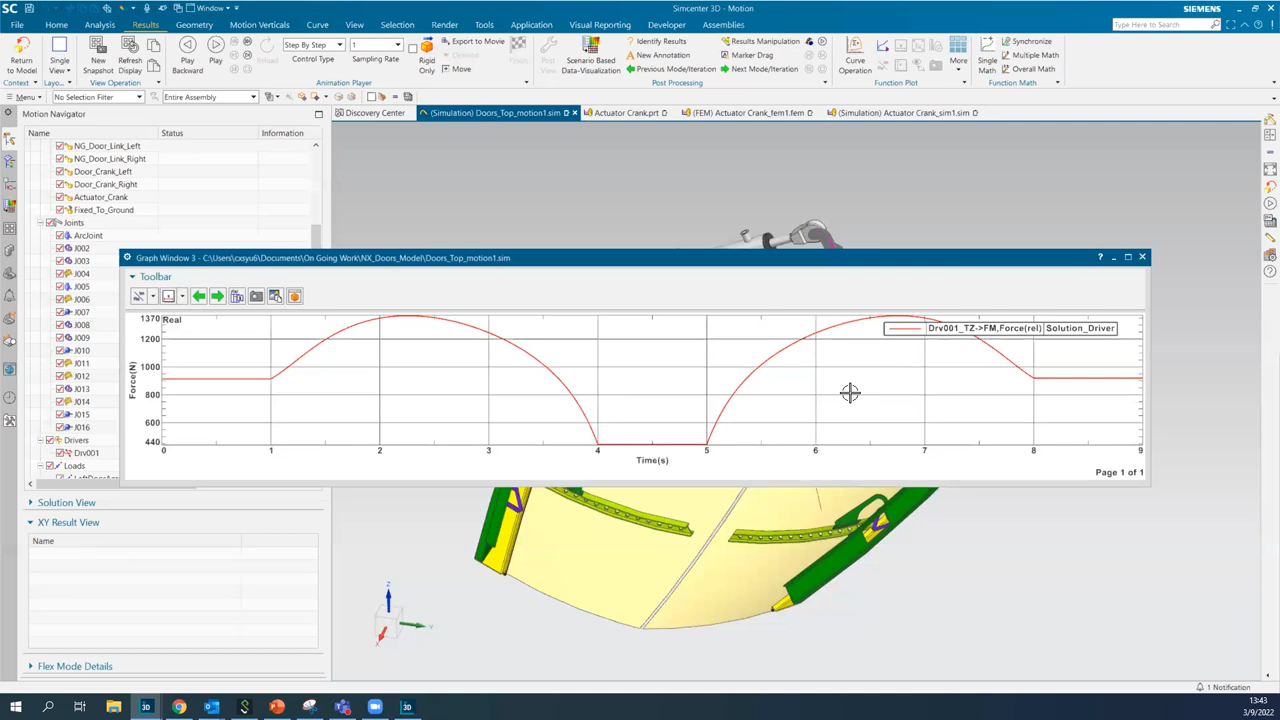 SC
Window
Simcenter 3D - Motion
SIEMENS
File
Home
Analysis
Results
Geometry
Motion Verticals
Curve
View
Selection
Render
Tools
Application
Visual Reporting
Developer
Assemblies
Type Here to Search
Return to Model
Single View
New Snapshot
Refresh Display
Play Backward
Play
Reload
Step By Step
Control Type
1
Sampling Rate
Rigid Only
Export to Movie
Move
Post View
Scenario Based Data-Visualization
Identify Results
New Annotation
Previous Mode/Iteration
Results Manipulation
Marker Drag
Next Mode/Iteration
Curve Operation
More
Single Math
Synchronize
Multiple Math
Overall Math
Context
Layo...
View Operation
Animation Player
Post Processing
Function Plot
Function Math
Menu
No Selection Filter
Entire Assembly
Motion Navigator
Discovery Center
(Simulation) Doors_Top_motion1.sim
Actuator Crank.prt
(FEM) Actuator Crank_fem1.fem
(Simulation) Actuator Crank_sim1.sim
Name
Status
Information
NG_Door_Link_Left
NG_Door_Link_Right
Door_Crank_Left
Door_Crank_Right
Actuator_Crank
Fixed_To_Ground
Joints
ArcJoint
J002
J003
J004
J005
J006
J007
J008
J009
J010
J011
J012
J013
J014
J015
J016
Drivers
Drv001
Loads
Graph Window 3 - C:\Users\cxsyu6\Documents\On Going Work\NX_Doors_Model\Doors_Top_motion1.sim
Toolbar
Real
Drv001_TZ->FM,Force(rel) Solution_Driver
1370
1200
1000
800
600
440
Force(N)
0 1 2 3 4 5 6 7 8 9
Time(s)
Page 1 of 1
Solution View
XY Result View
Name
Flex Mode Details
Z
Y
X
1 Notification
13:43
3/9/2022